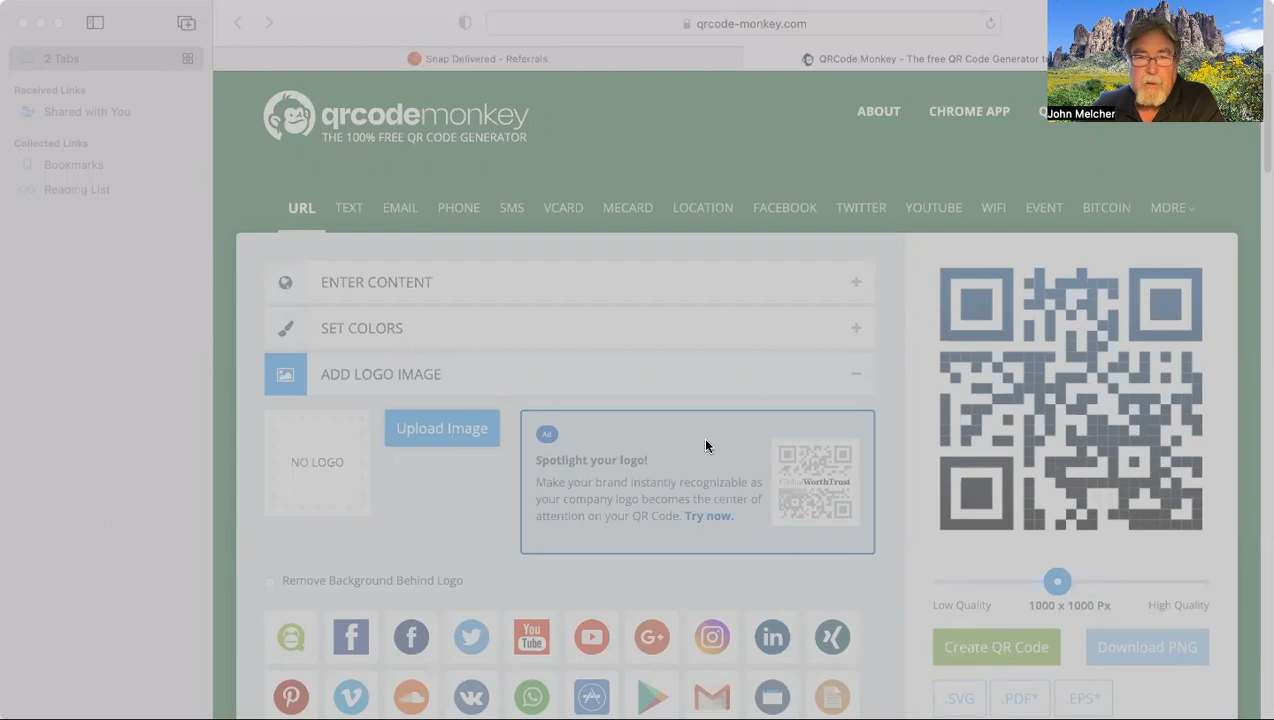 qrcode-monkey.com
2 Tabs
Snap Delivered - Referrals
QRCode Monkey - The free QR Code Generator to
Received Links
Shared with You
Collected Links
Bookmarks
Reading List
John Melcher
qrcodemonkey
THE 100% FREE QR CODE GENERATOR
ABOUT
CHROME APP
URL
TEXT
EMAIL
PHONE
SMS
VCARD
MECARD
LOCATION
FACEBOOK
TWITTER
YOUTUBE
WIFI
EVENT
BITCOIN
MORE
ENTER CONTENT
SET COLORS
ADD LOGO IMAGE
NO LOGO
Upload Image
Ad
Spotlight your logo!
Make your brand instantly recognizable as
your company logo becomes the center of
attention on your QR Code. Try now.
GlobalWorthTrust
Remove Background Behind Logo
You
Tube
Low Quality
1000 x 1000 Px
High Quality
Create QR Code
Download PNG
.SVG
.PDF*
.EPS*